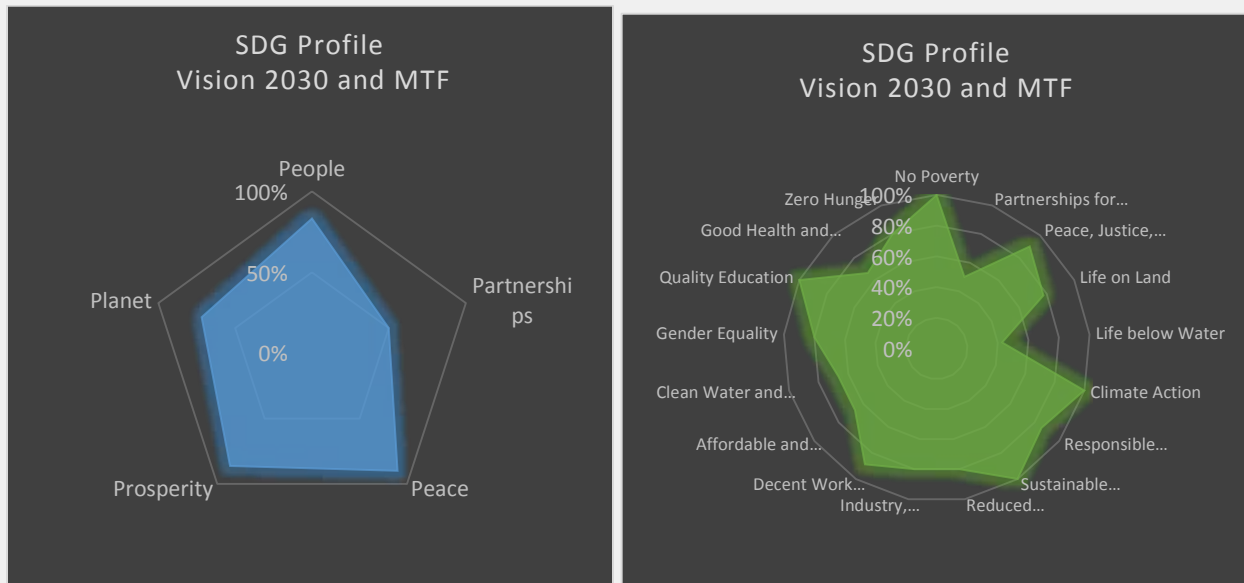 SDG Profile
Vision 2030 and MTF
People
100%
50%
Planet
Partnershi
ps
0%
Prosperity
Peace
SDG Profile
Vision 2030 and MTF
No Poverty
100%
Zero Hunger
Partnerships for...
80%
Good Health and...
Peace, Justice,...
60%
Quality Education
Life on Land
40%
20%
Gender Equality
Life below Water
0%
Clean Water and...
Climate Action
Affordable and...
Responsible...
Decent Work...
Sustainable...
Industry,...
Reduced...